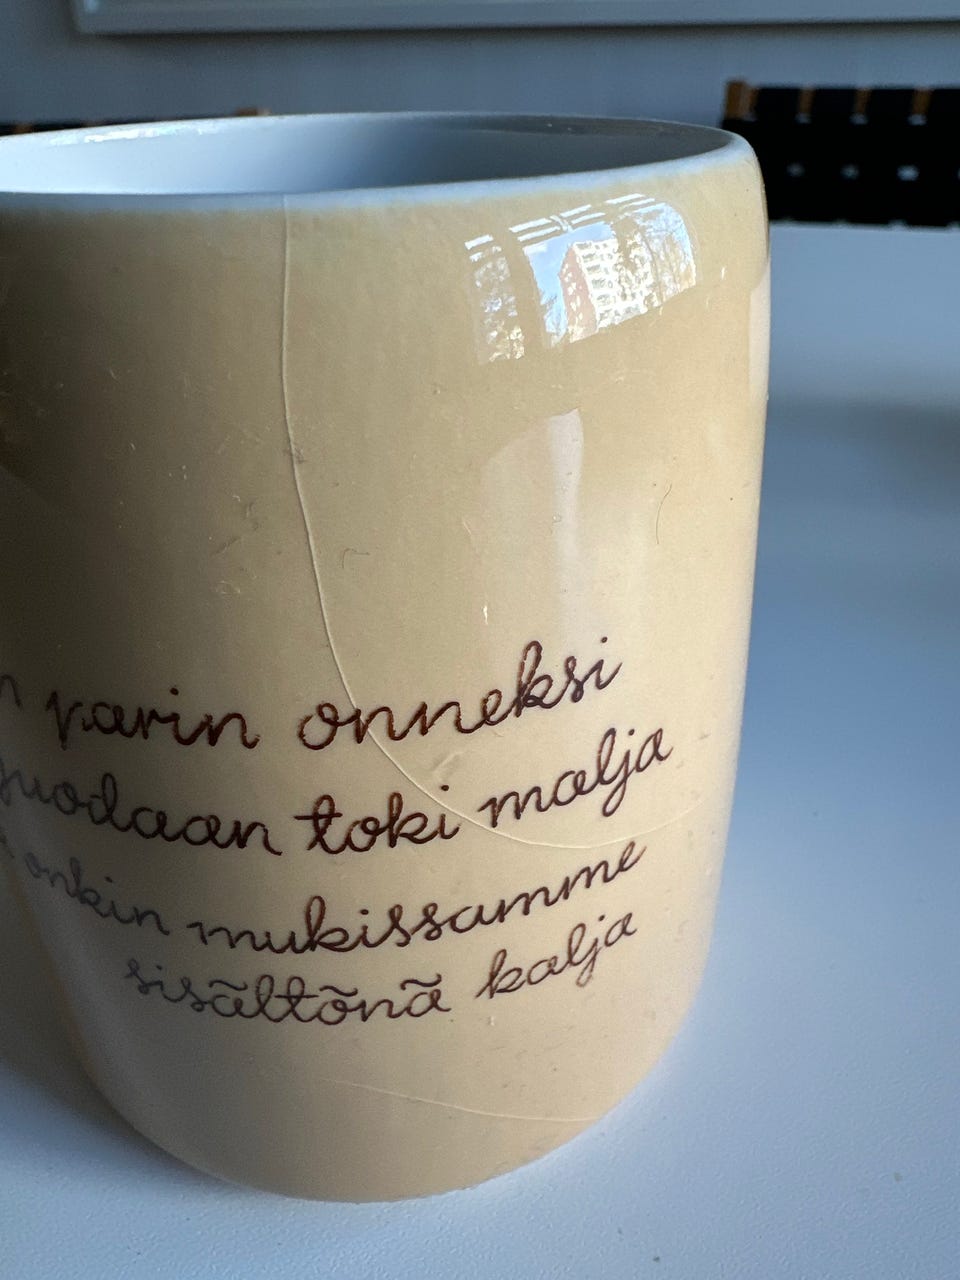 parin onneksi
juodaan toki malja
onkin mukissamme
sisältönä kalja